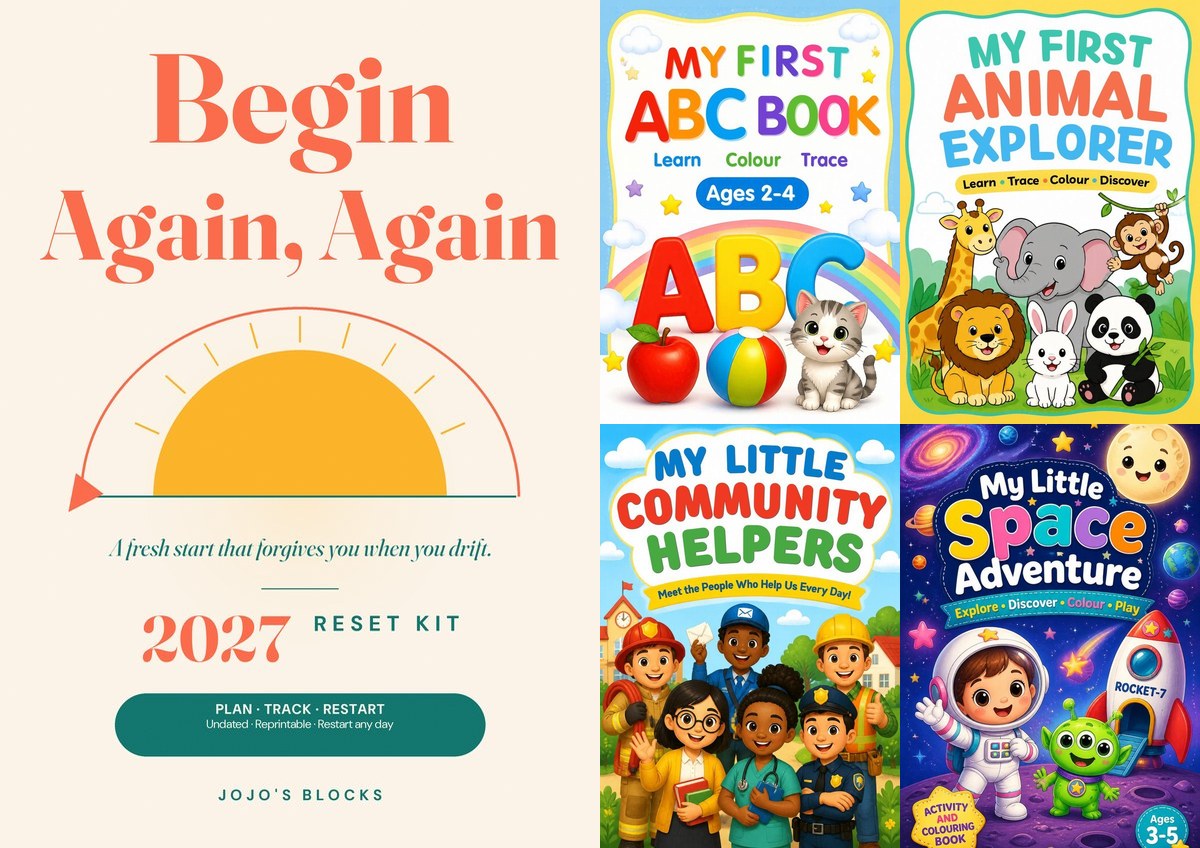 Begin
Again, Again
A fresh start that forgives you when you drift.
2027 RESET KIT
PLAN · TRACK · RESTART
Undated · Reprintable · Restart any day
JOJO'S BLOCKS
MY FIRST
ABC BOOK
Learn Colour Trace
Ages 2-4
ABC
MY FIRST
ANIMAL
EXPLORER
Learn • Trace • Colour • Discover
MY LITTLE
COMMUNITY
HELPERS
Meet the People Who Help Us Every Day!
My Little
Space
Adventure
Explore • Discover • Colour • Play
ROCKET-7
ACTIVITY
AND
COLOURING
BOOK
Ages
3-5